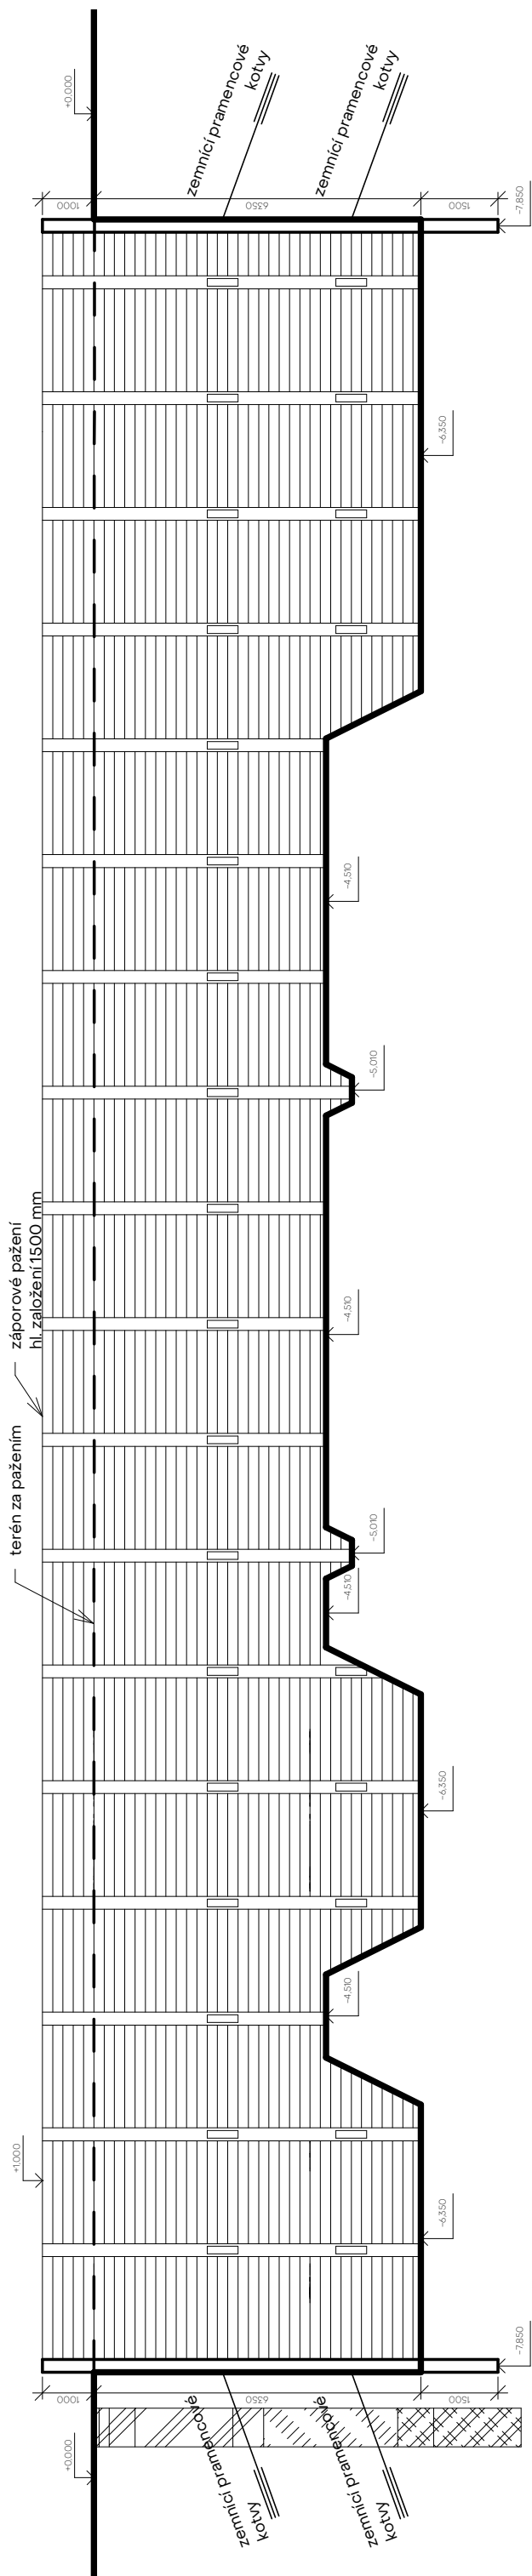 +0.000
zemnící pramencové
kotvy
zemnící pramencové
kotvy
1000
6350
1500
-7,850
-6,350
-4,510
-5.010
záporové pažení
hl. založení 1500 mm
terén za pažením
-4,510
-5.010
-4,510
-6,350
-4,510
+1.000
-6,350
-7,850
1000
6350
1500
+0.000
zemnící pramencové
kotvy
zemnící pramencové
kotvy